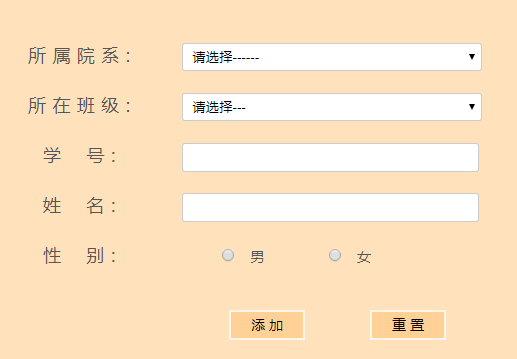 所属院系： 请选择------
所在班级： 请选择---
学 号：
姓 名：
性 别： 男 女
添加 重置